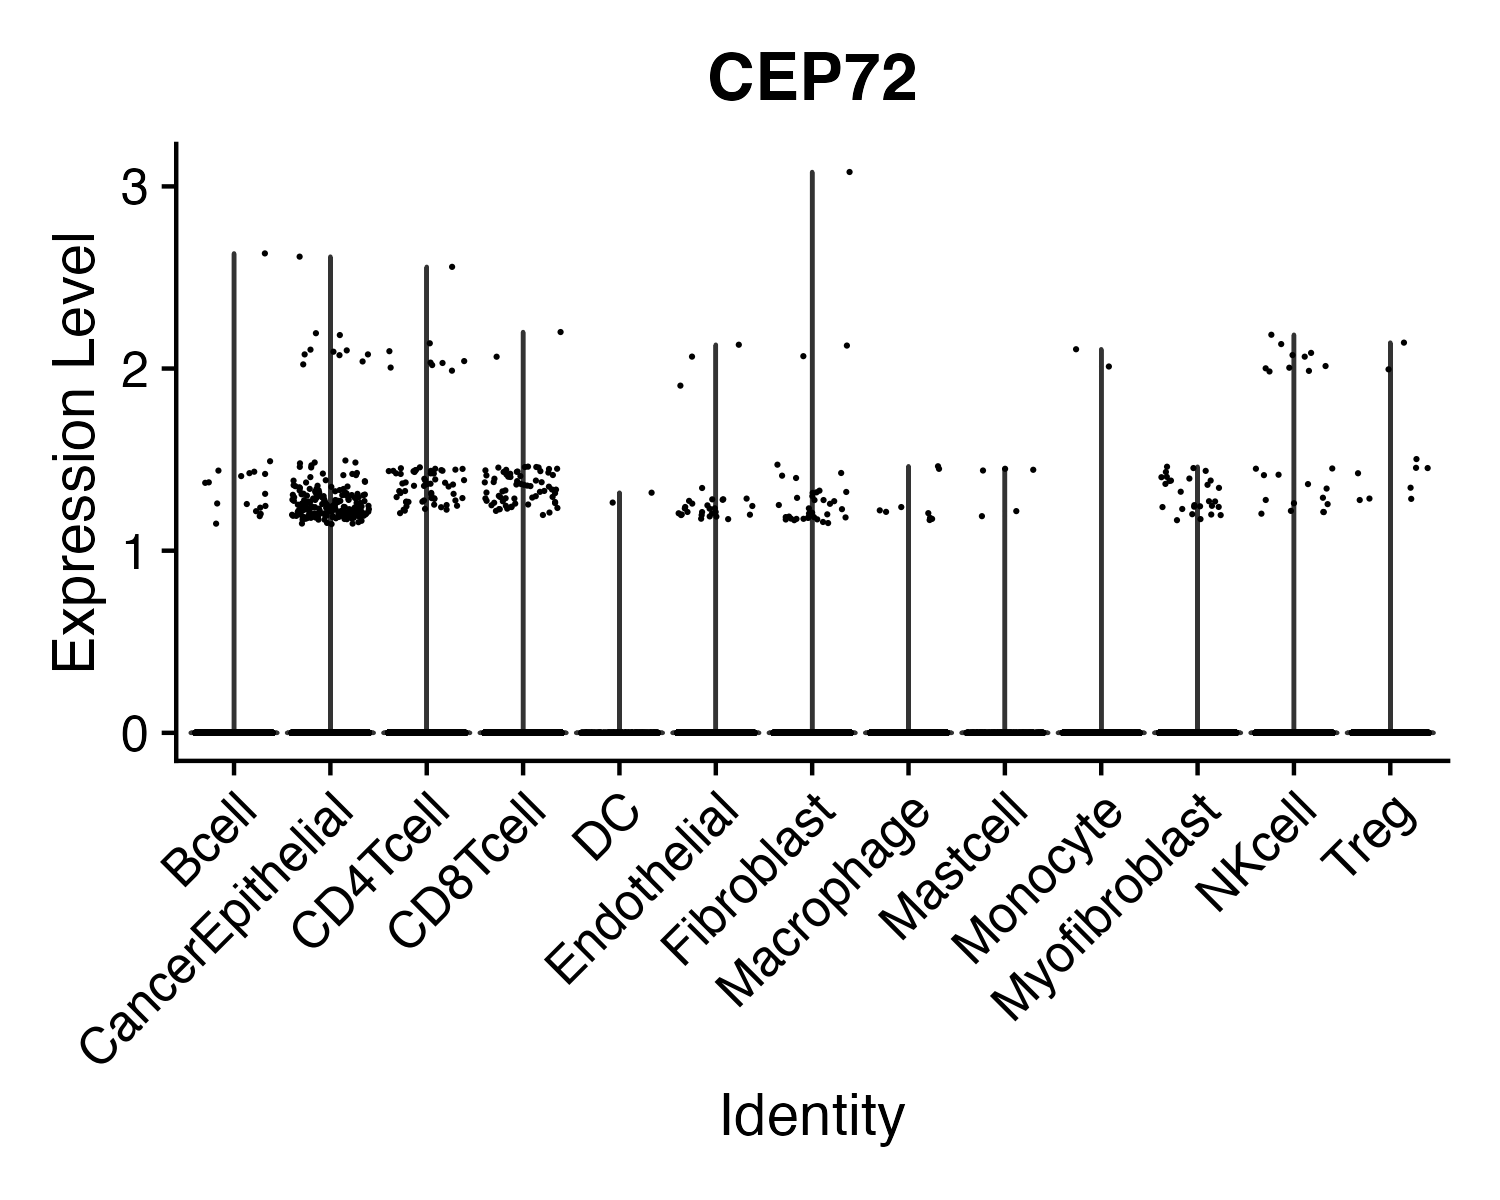 CEP72
Expression Level
3
2
1
0
Bcell
CancerEpithelial
CD4Tcell
CD8Tcell
DC
Endothelial
Fibroblast
Macrophage
Mastcell
Monocyte
Myofibroblast
NKcell
Treg
Identity